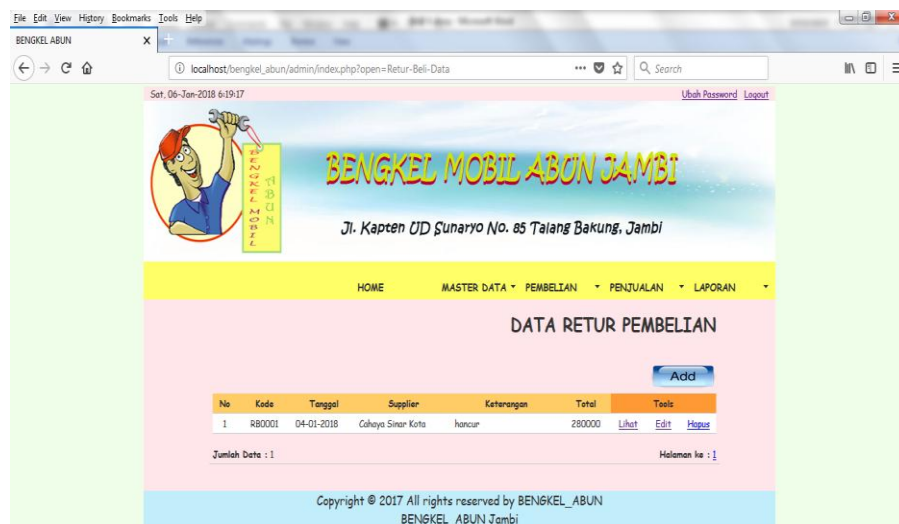 File Edit View History Bookmarks Tools Help
BENGKEL ABUN
localhost/bengkel_abun/admin/index.php?open=Retur-Beli-Data
Search
Sat, 06-Jan-2018 6:19:17 Ubah Password Logout
BENGKEL MOBIL ABUN
BENGKEL MOBIL ABUN JAMBI
Jl. Kapten UD Sunaryo No. 85 Talang Bakung, Jambi
HOME MASTER DATA PEMBELIAN PENJUALAN LAPORAN
DATA RETUR PEMBELIAN
Add
No Kode Tanggal Supplier Keterangan Total Tools
1 RB0001 04-01-2018 Cahaya Sinar Kota hancur 280000 Lihat Edit Hapus
Jumlah Data : 1 Halaman ke : 1
Copyright © 2017 All rights reserved by BENGKEL_ABUN
BENGKEL_ABUN Jambi